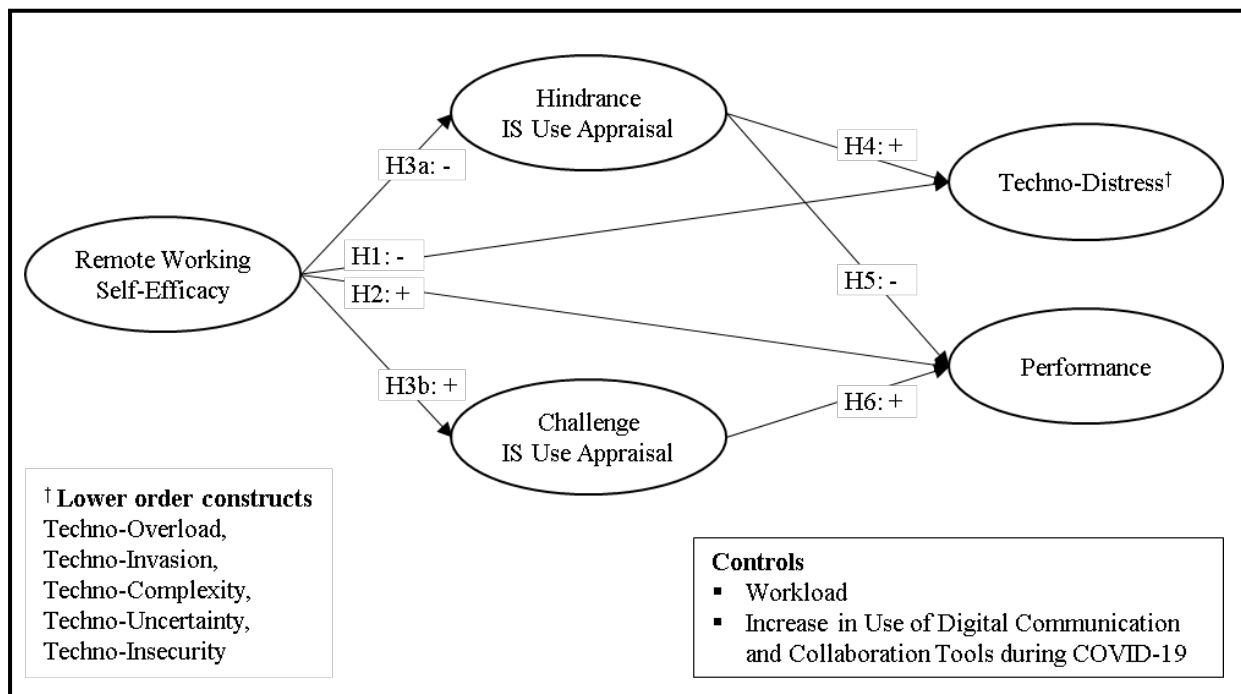 Hindrance
IS Use Appraisal
H4: +
Techno-Distress†
H3a: -
Remote Working
Self-Efficacy
H1: -
H2: +
H5: -
Performance
H3b: +
H6: +
Challenge
IS Use Appraisal
† Lower order constructs
Techno-Overload,
Techno-Invasion,
Techno-Complexity,
Techno-Uncertainty,
Techno-Insecurity
Controls
▪ Workload
▪ Increase in Use of Digital Communication
and Collaboration Tools during COVID-19